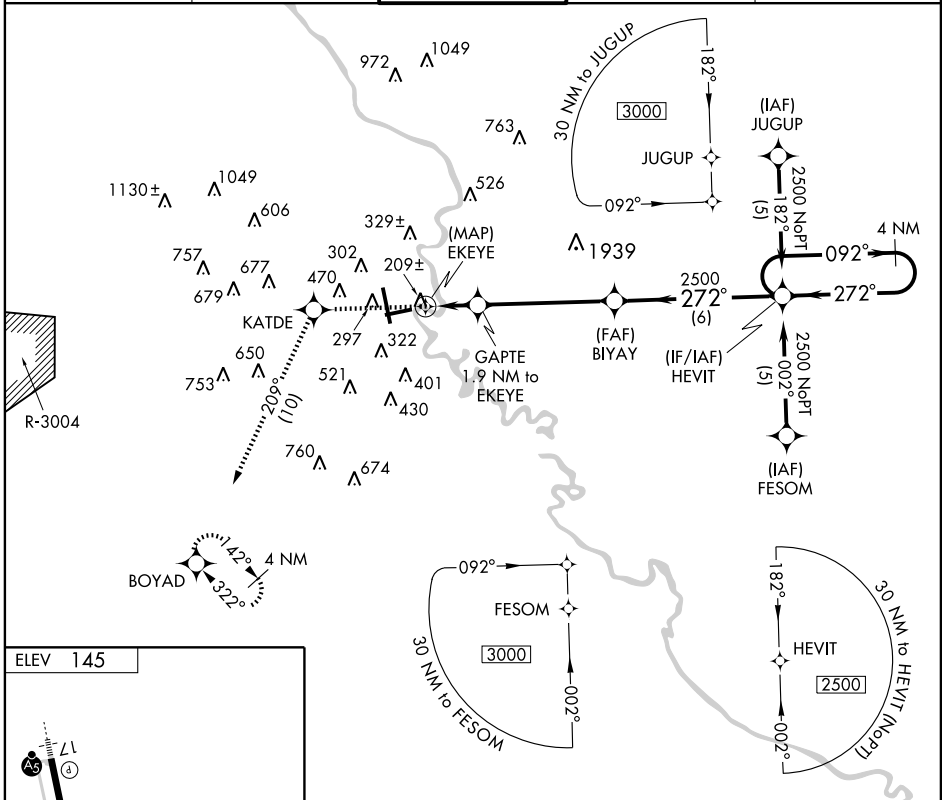 972
1049
30 NM to JUGUP
3000
182°
JUGUP
092°
(IAF)
JUGUP
2500 NoPT
182°
(5)
4 NM
092°
272°
763
526
1130±
1049
606
329±
(MAP)
EKEYE
1939
757
677
679
302
209±
470
KATDE
297
322
2500
272°
(6)
GAPTE
1.9 NM to
EKEYE
(FAF)
BIYAY
(IF/IAF)
HEVIT
2500 NoPT
002°
(5)
(IAF)
FESOM
R-3004
753
650
521
401
430
209°
(10)
760
674
BOYAD
142°
322°
4 NM
092°
FESOM
3000
002°
30 NM to FESOM
182°
HEVIT
2500
002°
30 NM to HEVIT (NoPT)
ELEV 145
17
A5
P